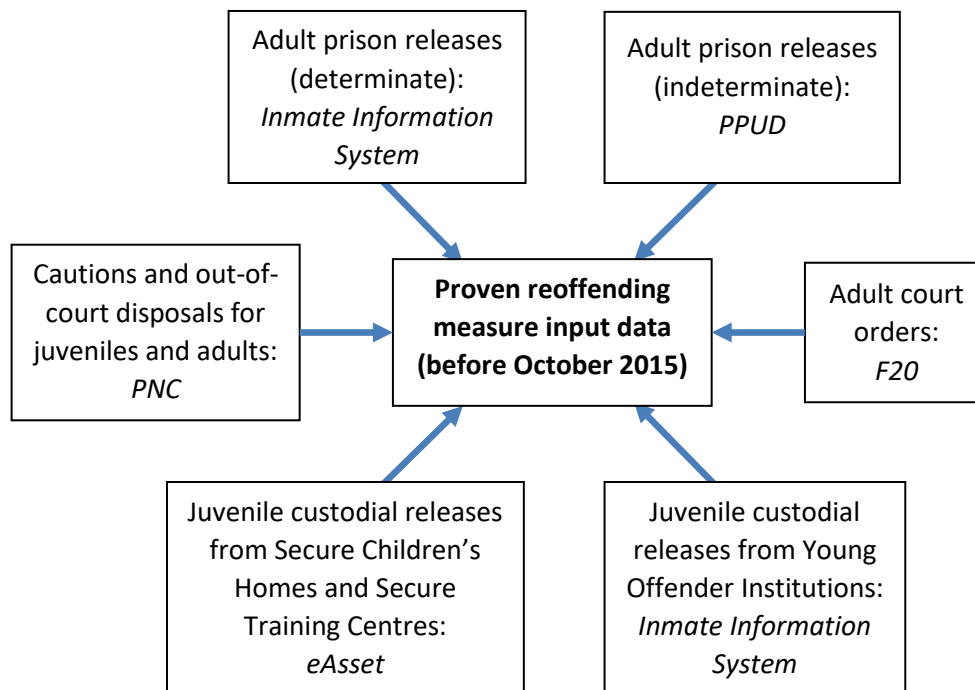 Adult prison releases
(determinate):
Inmate Information
System
Adult prison releases
(indeterminate):
PPUD
Cautions and out-of-
court disposals for
juveniles and adults:
PNC
Proven reoffending
measure input data
(before October 2015)
Adult court
orders:
F20
Juvenile custodial releases
from Secure Children’s
Homes and Secure
Training Centres:
eAsset
Juvenile custodial
releases from Young
Offender Institutions:
Inmate Information
System